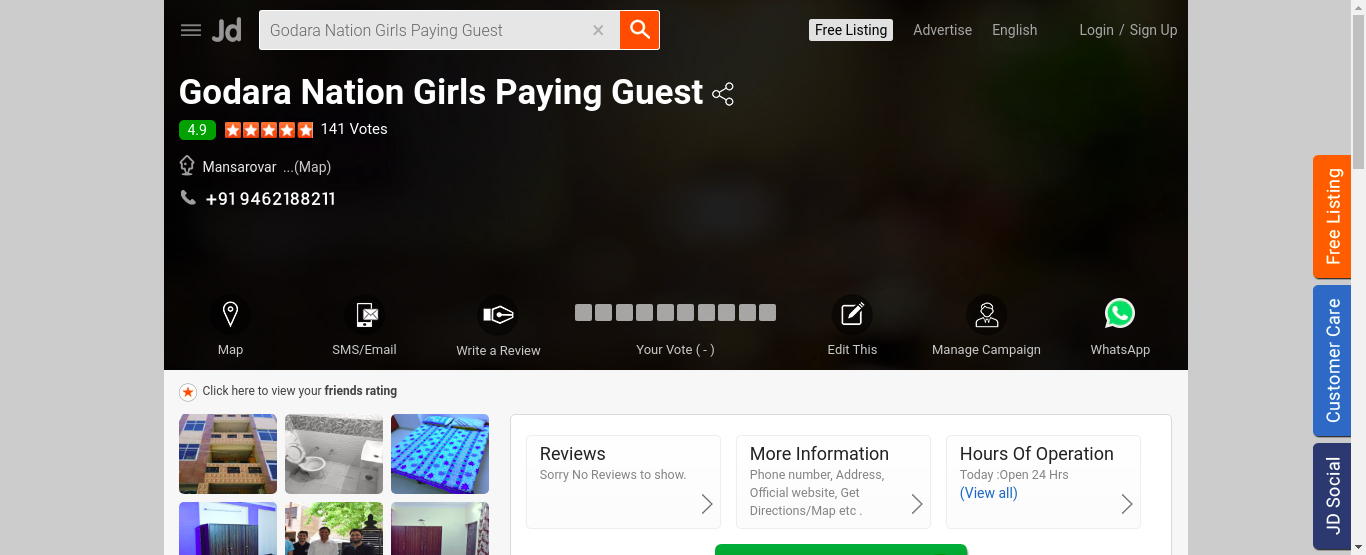 Jd
Godara Nation Girls Paying Guest ×
Free Listing Advertise English Login / Sign Up
Godara Nation Girls Paying Guest
4.9 141 Votes
Mansarovar ...(Map)
+91 9462188211
Map
SMS/Email
Write a Review
Your Vote ( - )
Edit This
Manage Campaign
WhatsApp
Click here to view your friends rating
Reviews
Sorry No Reviews to show.
More Information
Phone number, Address,
Official website, Get
Directions/Map etc .
Hours Of Operation
Today :Open 24 Hrs
(View all)
Free Listing
Customer Care
JD Social